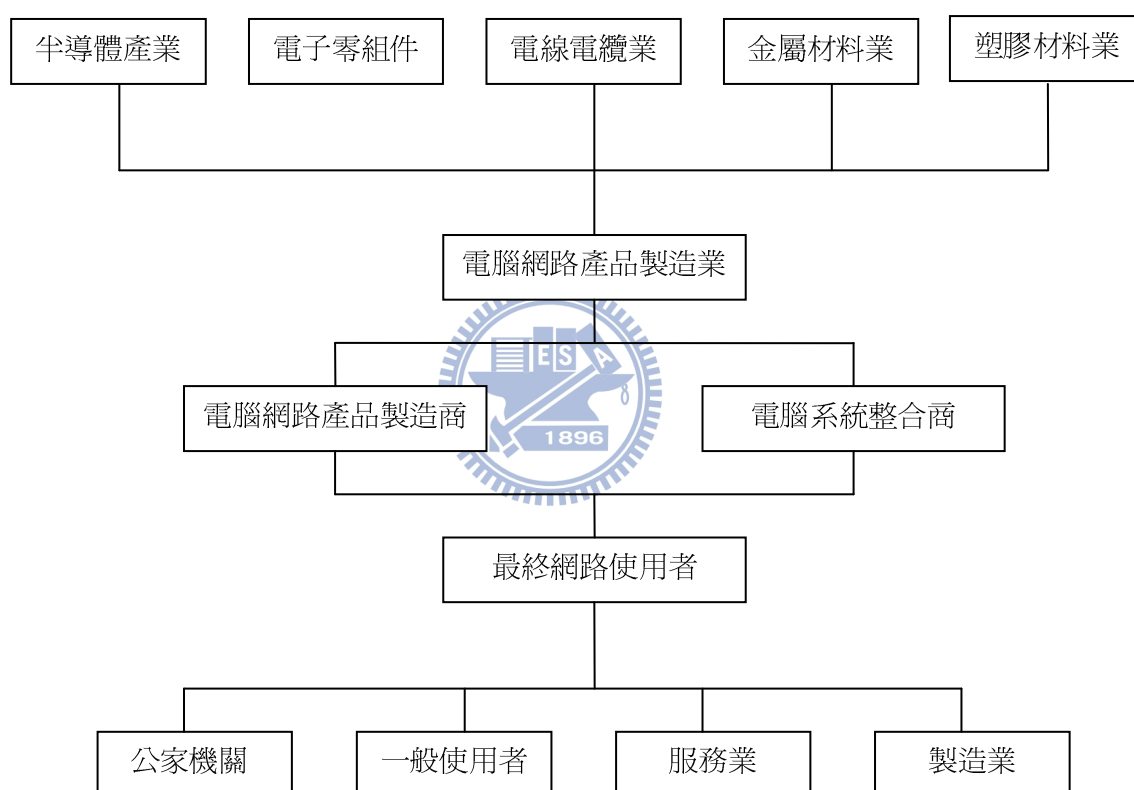 半導體產業
電子零組件
電線電纜業
金屬材料業
塑膠材料業
電腦網路產品製造業
ESA
電腦網路產品製造商
電腦系統整合商
1896
最終網路使用者
公家機關
一般使用者
服務業
製造業